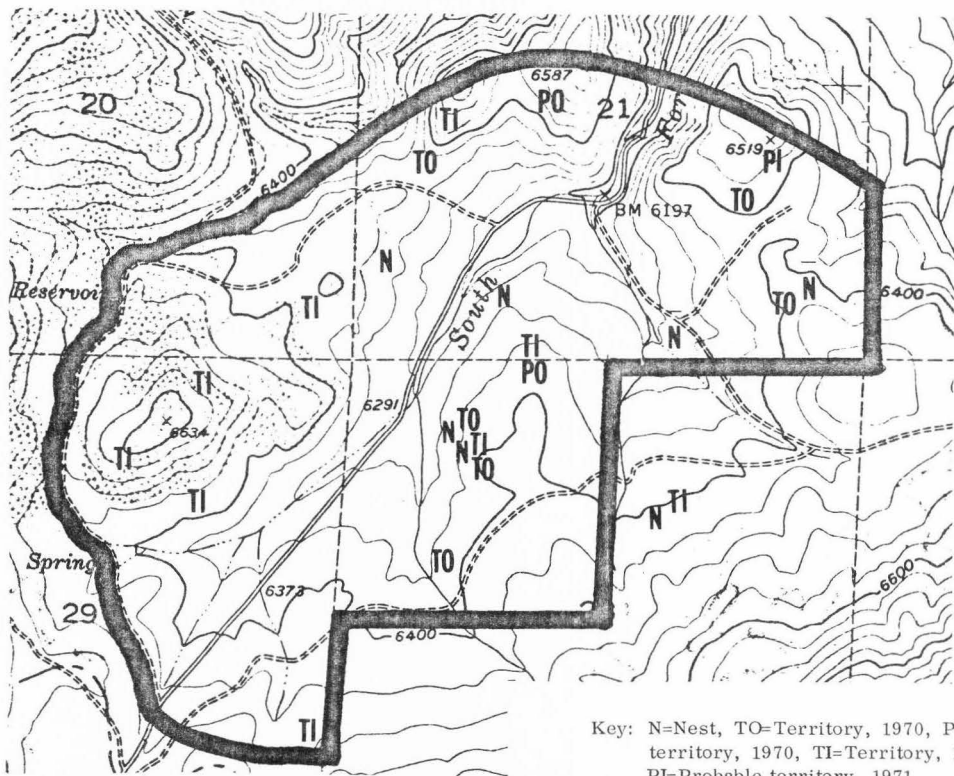 20
6587
PO
21
TI
TO
For
6519
PI
TO
6400
BM 6197
N
TI
South
N
Reservoi
TO
N
6400
N
TI
PO
TI
6634
TI
6291
TO
N
N
TI
TO
TI
N
TI
Spring
TO
29
6373
6400
6600
TI
Key: N=Nest, TO=Territory, 1970, P
territory, 1970, TI=Territory,
PI=Probable territory, 1971